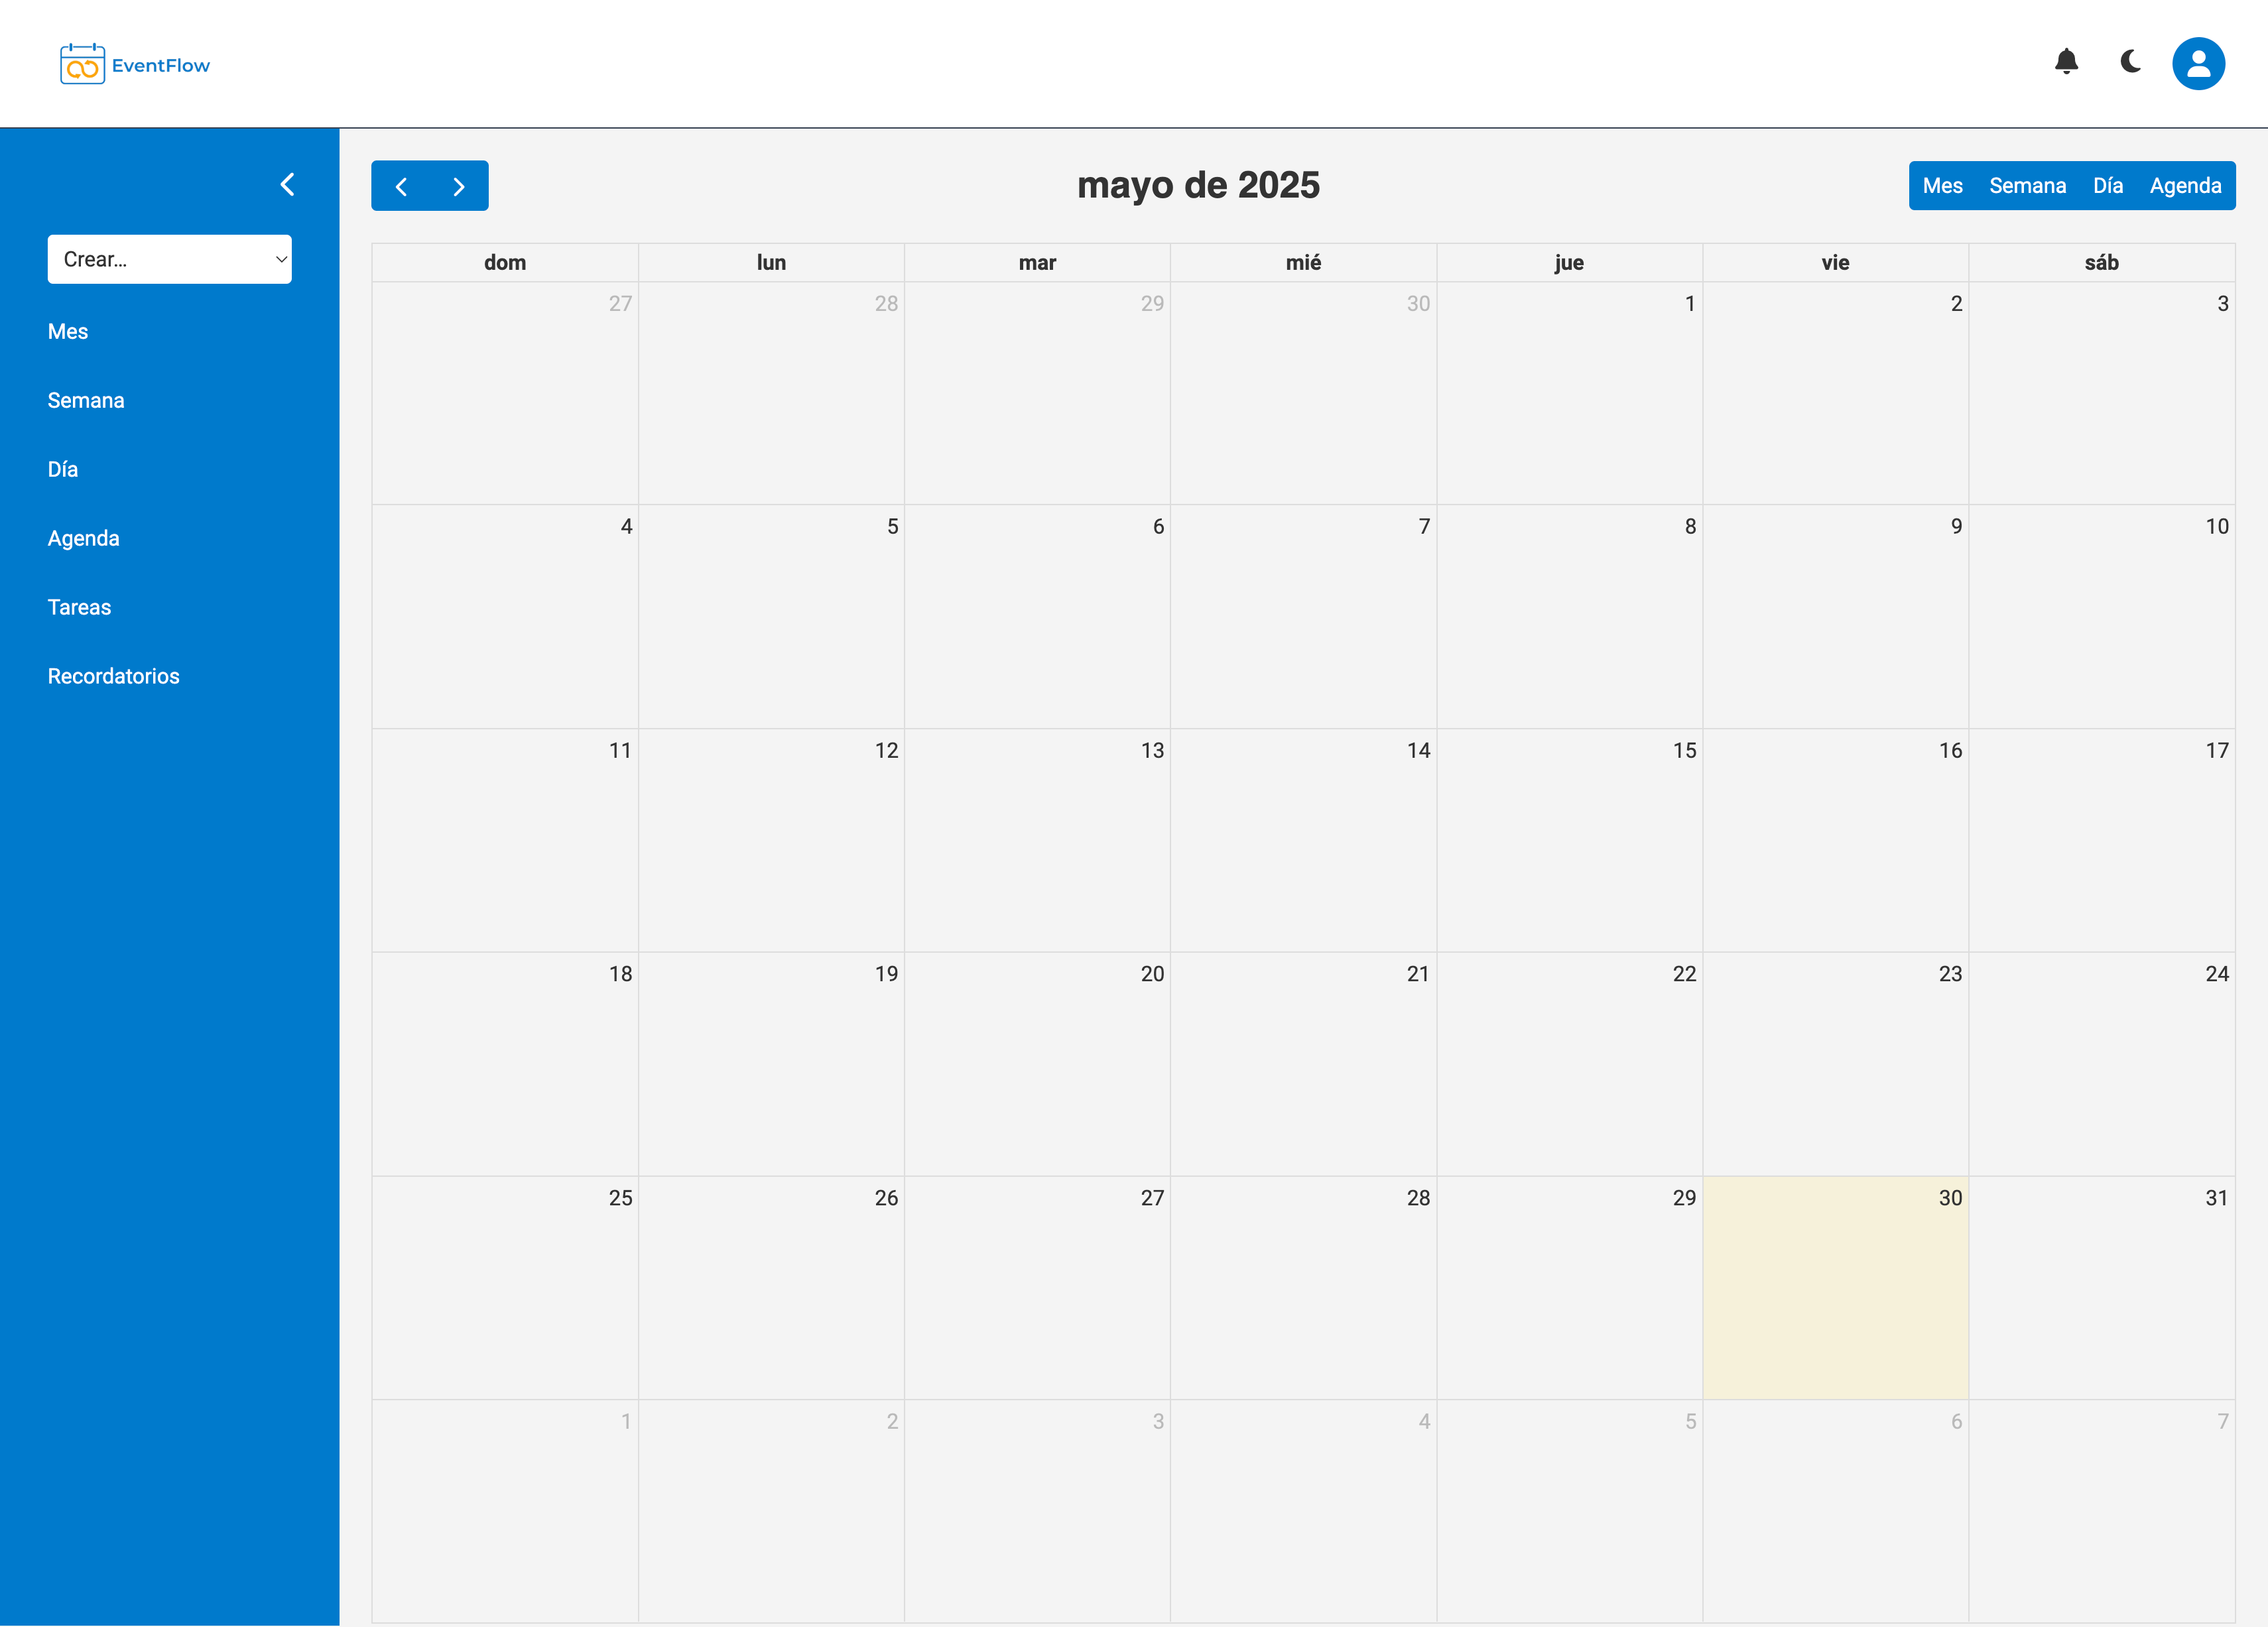 EventFlow
mayo de 2025
Mes Semana Día Agenda
Crear...
Mes
Semana
Día
Agenda
Tareas
Recordatorios
dom lun mar mié jue vie sáb
27 28 29 30 1 2 3
4 5 6 7 8 9 10
11 12 13 14 15 16 17
18 19 20 21 22 23 24
25 26 27 28 29 30 31
1 2 3 4 5 6 7